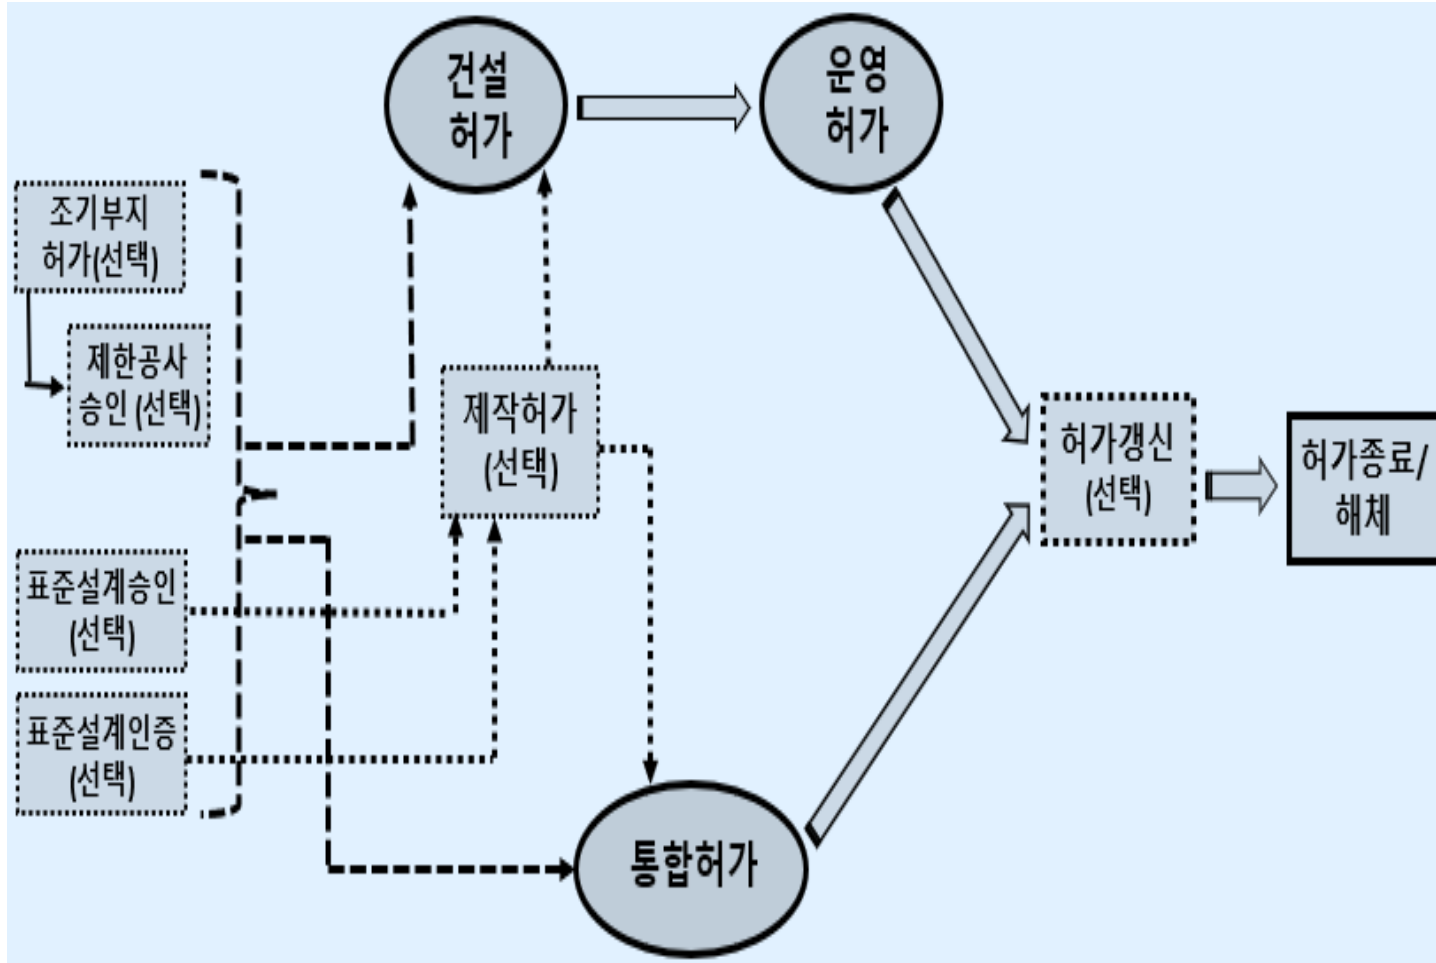 건설
허가
운영
허가
조기부지
허가(선택)
제한공사
승인 (선택)
제작허가
(선택)
허가갱신
(선택)
허가종료/
해체
표준설계승인
(선택)
표준설계인증
(선택)
통합허가